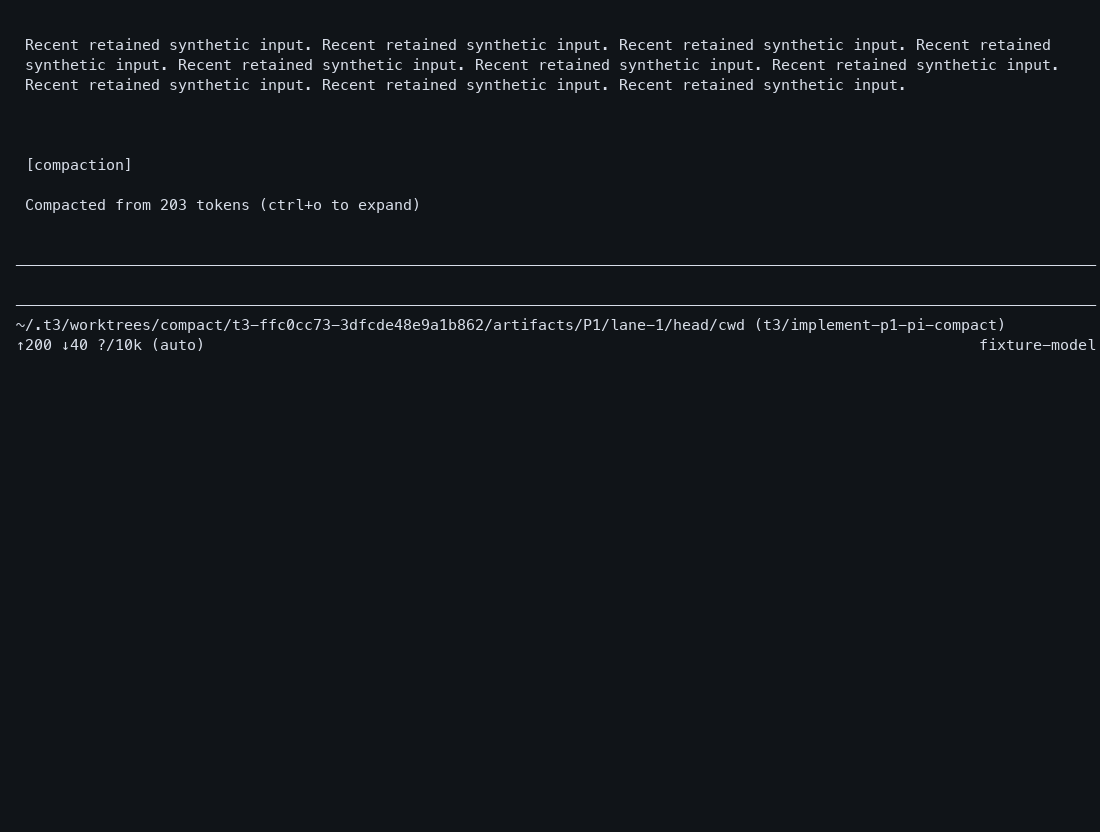 Recent retained synthetic input. Recent retained synthetic input. Recent retained synthetic input. Recent retained
synthetic input. Recent retained synthetic input. Recent retained synthetic input. Recent retained synthetic input.
Recent retained synthetic input. Recent retained synthetic input. Recent retained synthetic input.
[compaction]
Compacted from 203 tokens (ctrl+o to expand)
~/.t3/worktrees/compact/t3-ffc0cc73-3dfcde48e9a1b862/artifacts/P1/lane-1/head/cwd (t3/implement-p1-pi-compact)
↑200 ↓40 ?/10k (auto) fixture-model